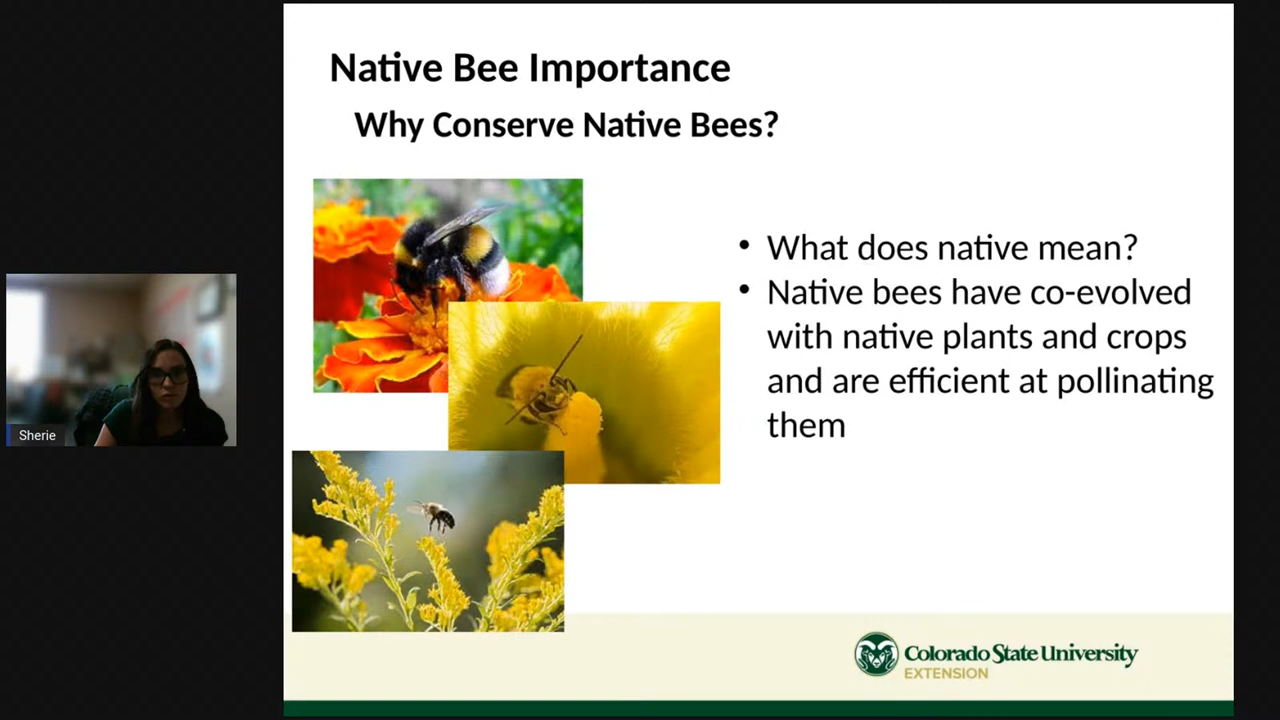 Native Bee Importance
Why Conserve Native Bees?
• What does native mean?
• Native bees have co-evolved
with native plants and crops
and are efficient at pollinating
them
Sherie
Colorado State University
EXTENSION